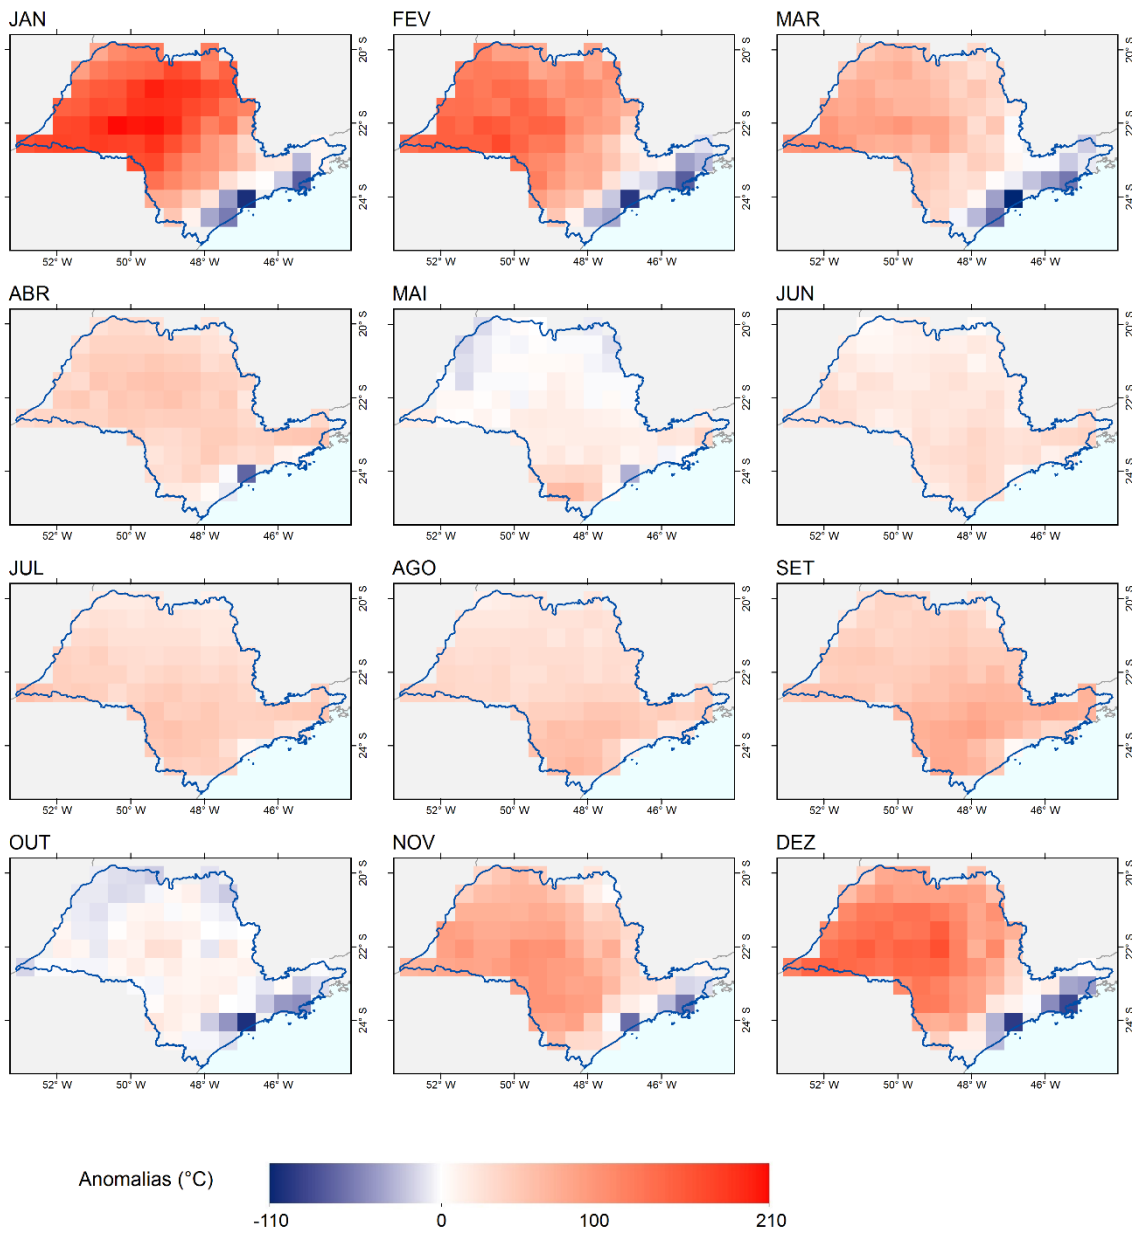 JAN FEV MAR
20° S 20° S 20° S
22° S 22° S 22° S
24° S 24° S 24° S
52° W 50° W 48° W 46° W 52° W 50° W 48° W 46° W 52° W 50° W 48° W 46° W
ABR MAI JUN
20° S 20° S 20° S
22° S 22° S 22° S
24° S 24° S 24° S
52° W 50° W 48° W 46° W 52° W 50° W 48° W 46° W 52° W 50° W 48° W 46° W
JUL AGO SET
20° S 20° S 20° S
22° S 22° S 22° S
24° S 24° S 24° S
52° W 50° W 48° W 46° W 52° W 50° W 48° W 46° W 52° W 50° W 48° W 46° W
OUT NOV DEZ
20° S 20° S 20° S
22° S 22° S 22° S
24° S 24° S 24° S
52° W 50° W 48° W 46° W 52° W 50° W 48° W 46° W 52° W 50° W 48° W 46° W
Anomalias (°C)
-110 0 100 210